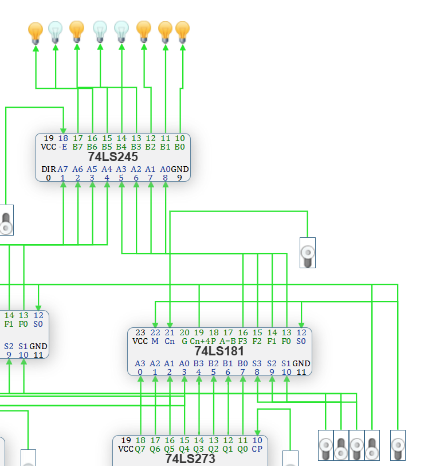 19 18 17 16 15 14 13 12 11 10
VCC -E B7 B6 B5 B4 B3 B2 B1 B0
74LS245
DIR A7 A6 A5 A4 A3 A2 A1 A0 GND
0 1 2 3 4 5 6 7 8 9
14 13 12
F1 F0 S0
S2 S1 GND
9 10 11
23 22 21 20 19 18 17 16 15 14 13 12
VCC M Cn G Cn+4 P A=B F3 F2 F1 F0 S0
74LS181
A3 A2 A1 A0 B3 B2 B1 B0 S3 S2 S1 GND
0 1 2 3 4 5 6 7 8 9 10 11
19 18 17 16 15 14 13 12 11 10
VCC Q7 Q6 Q5 Q4 Q3 Q2 Q1 Q0 CP
74LS273